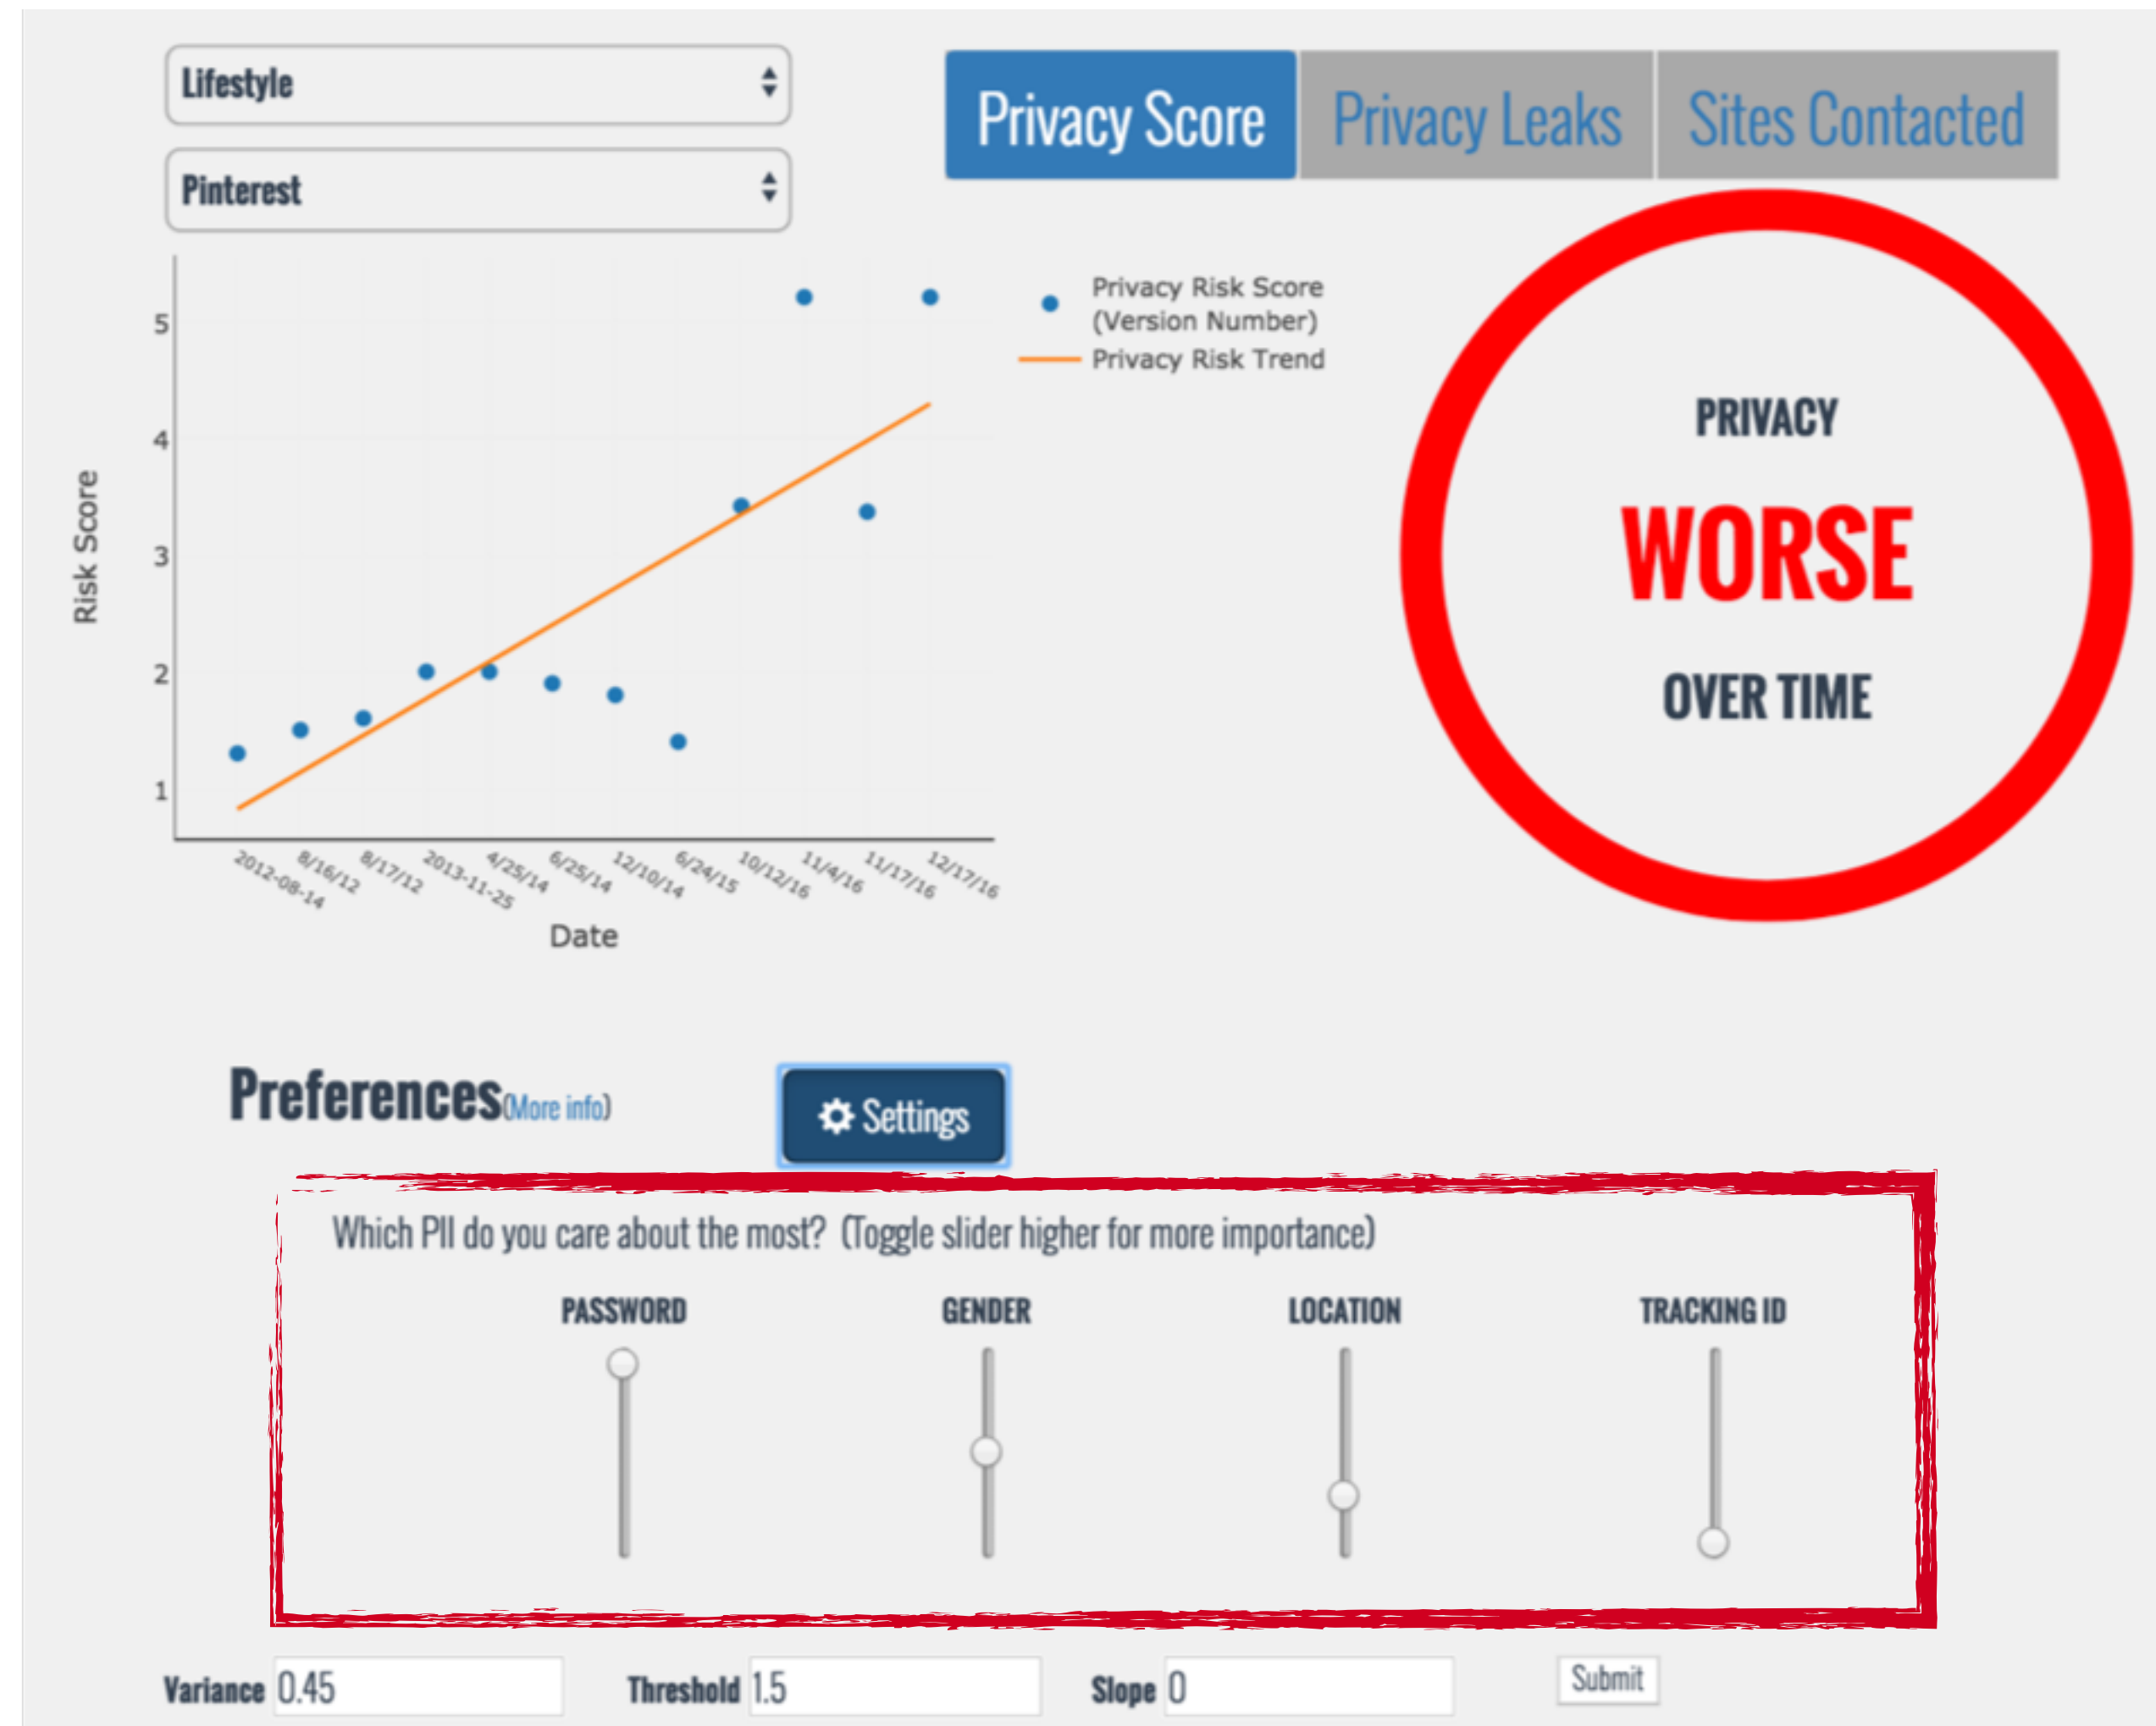 Lifestyle
Pinterest
Privacy Score
Privacy Leaks
Sites Contacted
Privacy Risk Score
(Version Number)
Privacy Risk Trend
5
4
3
2
1
Risk Score
2012-08-14
8/16/12
8/17/12
2013-11-25
4/25/14
6/25/14
12/10/14
6/24/15
10/12/16
11/4/16
11/17/16
12/17/16
Date
PRIVACY
WORSE
OVER TIME
Preferences(More info)
Settings
Which PII do you care about the most? (Toggle slider higher for more importance)
PASSWORD
GENDER
LOCATION
TRACKING ID
Variance 0.45
Threshold 1.5
Slope 0
Submit